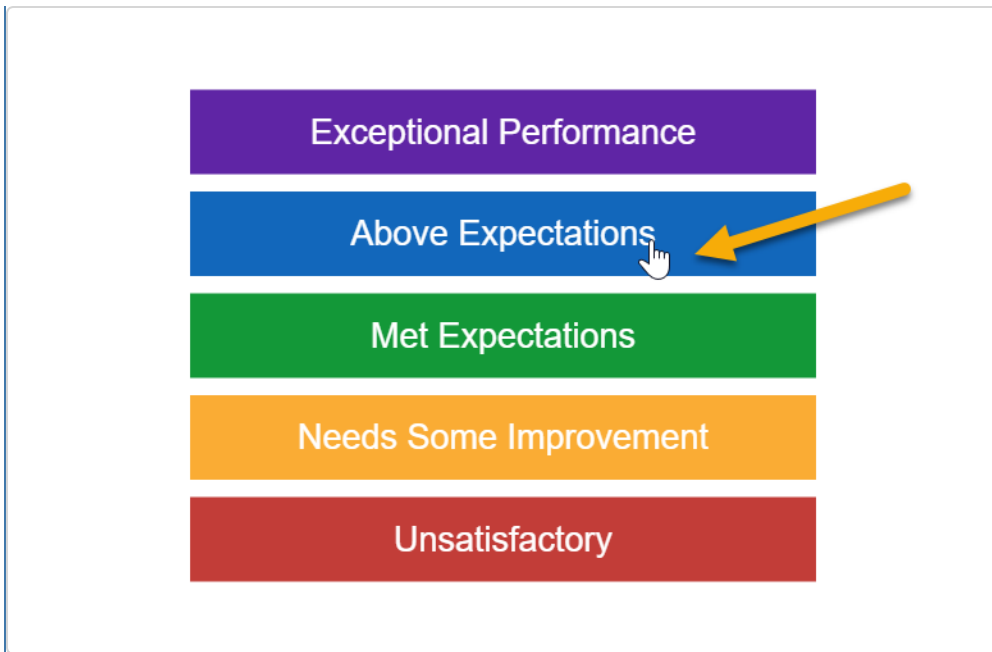 Exceptional Performance
Above Expectations
Met Expectations
Needs Some Improvement
Unsatisfactory